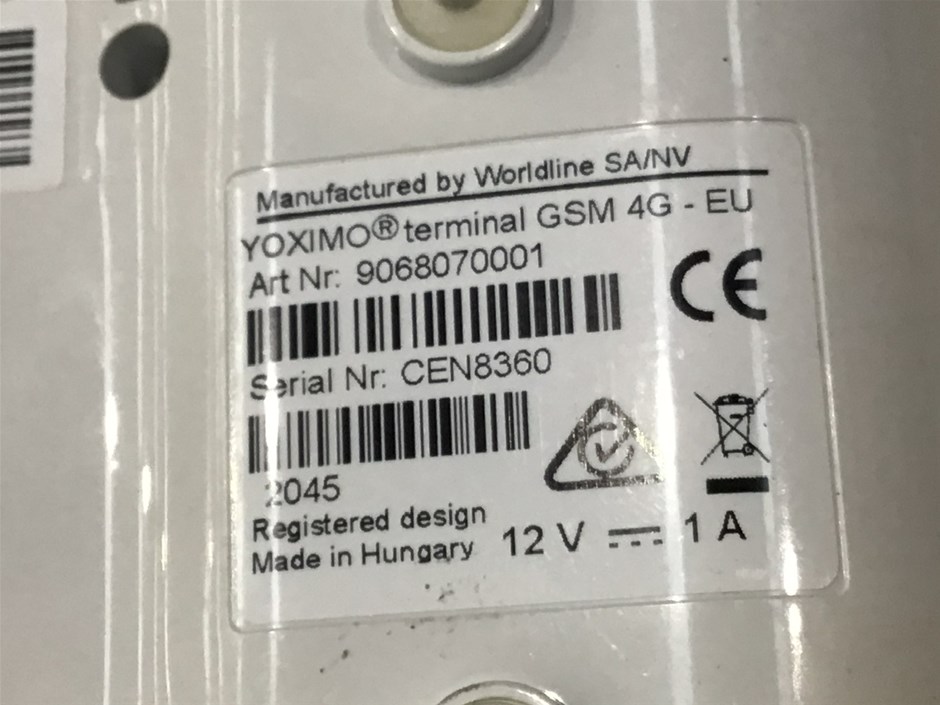 Manufactured by Worldline SA/NV
YOXIMO® terminal GSM 4G - EU
Art Nr: 9068070001
CE
Serial Nr: CEN8360
2045
Registered design
Made in Hungary
12 V ⎓ 1 A